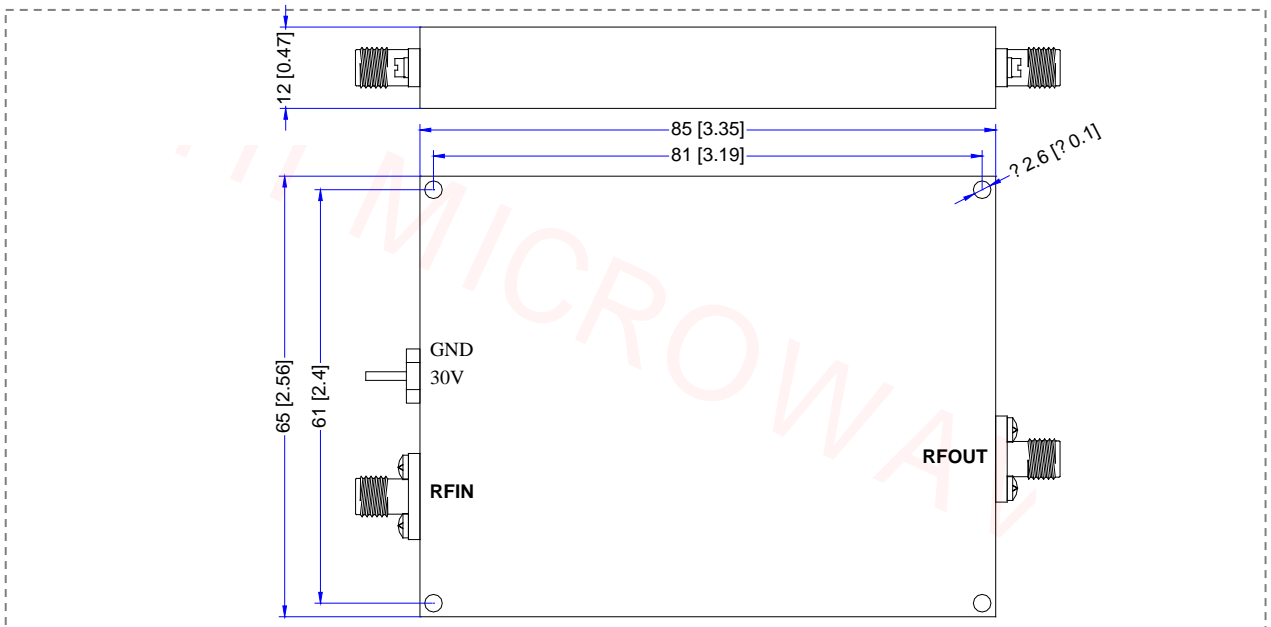 12 [0.47]
85 [3.35]
81 [3.19]
? 2.6 [? 0.1]
65 [2.56]
61 [2.4]
GND
30V
RFIN
RFOUT
MICROWAV